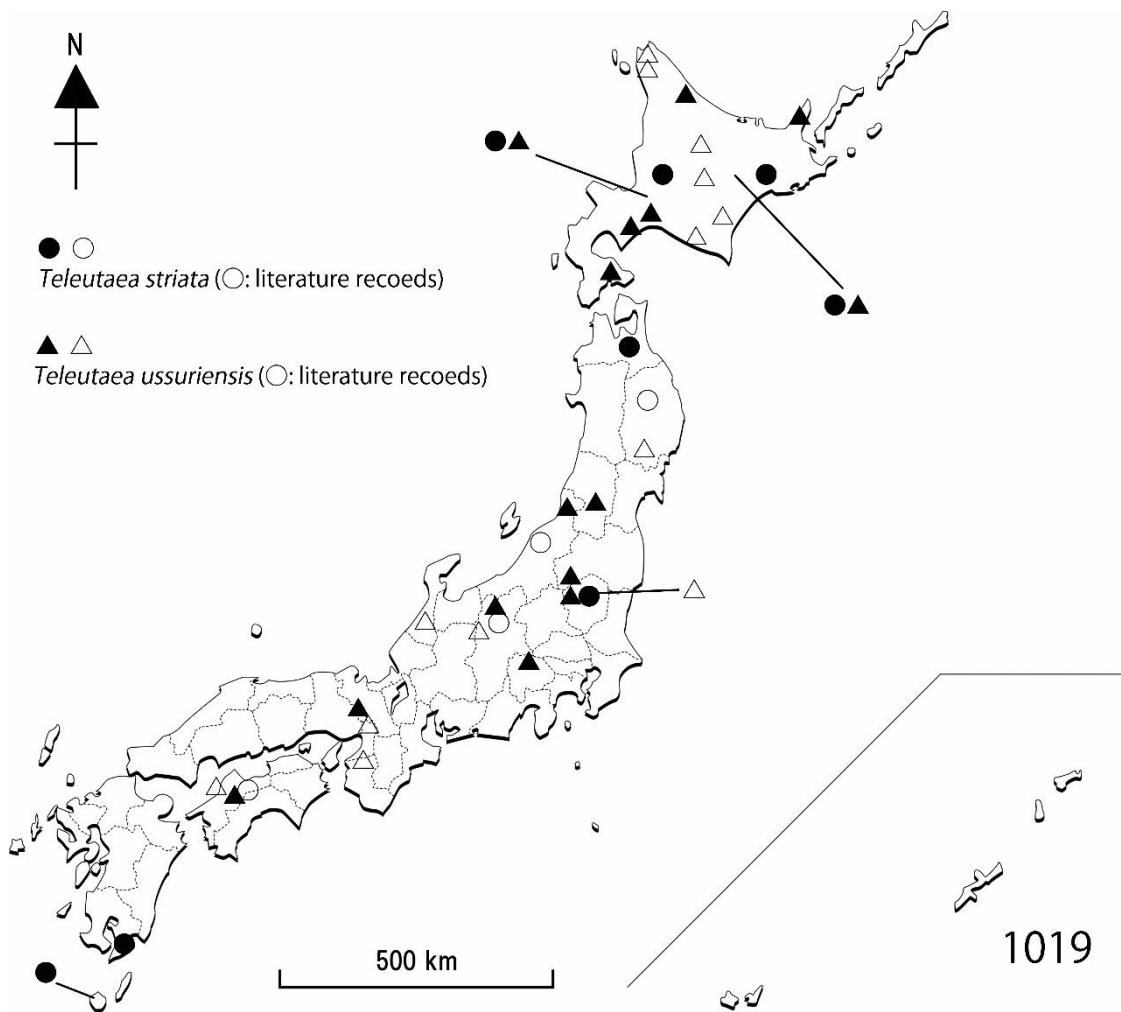 N
Teleutaea striata (○: literature recoeds)
Teleutaea ussuriensis (○: literature recoeds)
500 km
1019